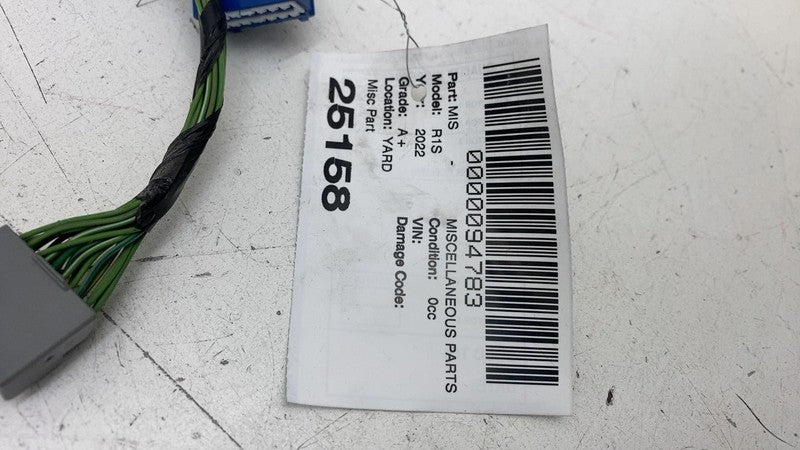 0000094783
Part: MIS - MISCELLANEOUS PARTS
Model: R1S Condition: 0cc
2022 VIN:
Grade: A+ Damage Code:
Location: YARD
Misc Part
25158